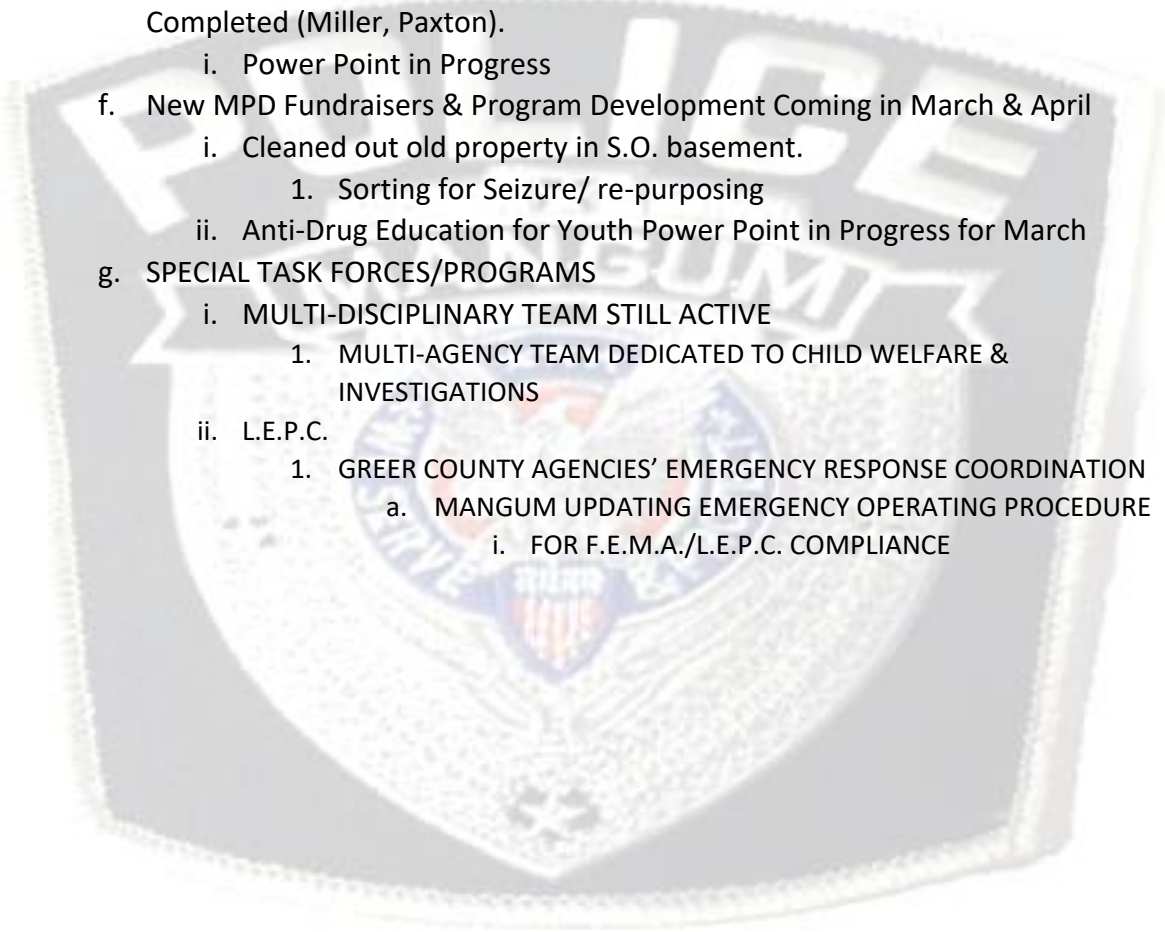 Completed (Miller, Paxton).
i. Power Point in Progress
f. New MPD Fundraisers & Program Development Coming in March & April
i. Cleaned out old property in S.O. basement.
1. Sorting for Seizure/ re-purposing
ii. Anti-Drug Education for Youth Power Point in Progress for March
g. SPECIAL TASK FORCES/PROGRAMS
i. MULTI-DISCIPLINARY TEAM STILL ACTIVE
1. MULTI-AGENCY TEAM DEDICATED TO CHILD WELFARE &
INVESTIGATIONS
ii. L.E.P.C.
1. GREER COUNTY AGENCIES’ EMERGENCY RESPONSE COORDINATION
a. MANGUM UPDATING EMERGENCY OPERATING PROCEDURE
i. FOR F.E.M.A./L.E.P.C. COMPLIANCE
POLICE
MANGUM
SERVE &